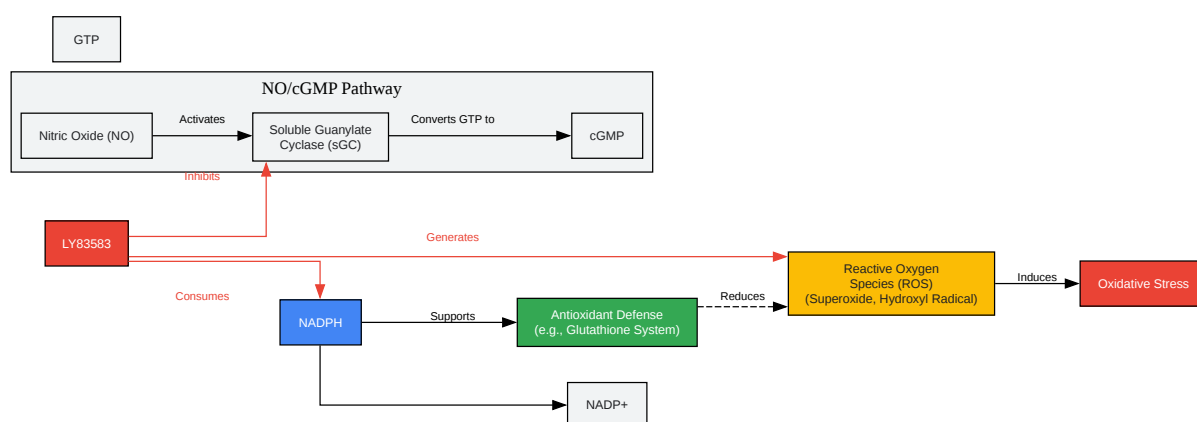 GTP
NO/cGMP Pathway
Nitric Oxide (NO)
Activates
Soluble Guanylate
Cyclase (sGC)
Converts GTP to
cGMP
Inhibits
LY83583
Generates
Consumes
Reactive Oxygen
Species (ROS)
(Superoxide, Hydroxyl Radical)
Induces
Oxidative Stress
NADPH
Supports
Antioxidant Defense
(e.g., Glutathione System)
Reduces
NADP+